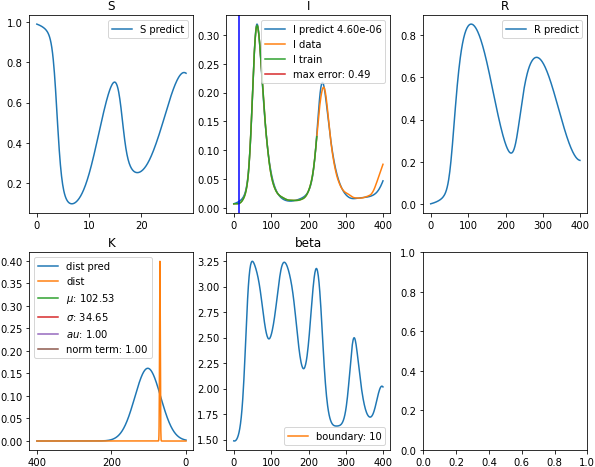 S
1.0
0.8
0.6
0.4
0.2
0 10 20
S predict
I
0.30
0.25
0.20
0.15
0.10
0.05
0.00
0 100 200 300 400
I predict 4.60e-06
I data
I train
max error: 0.49
R
0.8
0.6
0.4
0.2
0.0
0 100 200 300 400
R predict
K
0.40
0.35
0.30
0.25
0.20
0.15
0.10
0.05
0.00
400 200 0
dist pred
dist
μ: 102.53
σ: 34.65
au: 1.00
norm term: 1.00
beta
3.25
3.00
2.75
2.50
2.25
2.00
1.75
1.50
0 100 200 300 400
boundary: 10
1.0
0.8
0.6
0.4
0.2
0.0
0.0 0.2 0.4 0.6 0.8 1.0